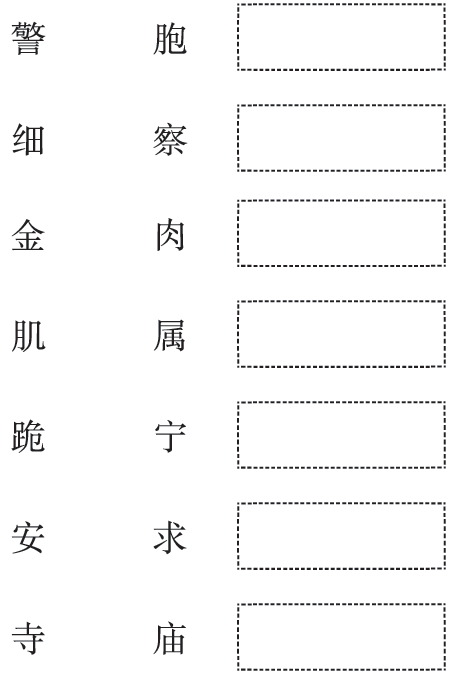 警 胞
细 察
金 肉
肌 属
跪 宁
安 求
寺 庙